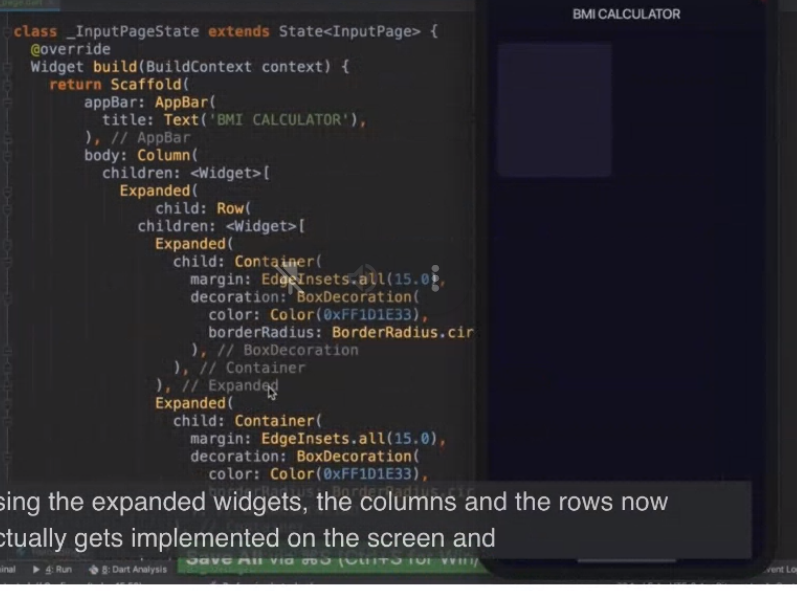 class _InputPageState extends State<InputPage> {
@override
Widget build(BuildContext context) {
return Scaffold(
appBar: AppBar(
title: Text('BMI CALCULATOR'),
), // AppBar
body: Column(
children: <Widget>[
Expanded(
child: Row(
children: <Widget>[
Expanded(
child: Container(
margin: EdgeInsets.all(15.0),
decoration: BoxDecoration(
color: Color(0xFF1D1E33),
borderRadius: BorderRadius.cir
), // BoxDecoration
), // Container
), // Expanded
Expanded(
child: Container(
margin: EdgeInsets.all(15.0),
decoration: BoxDecoration(
color: Color(0xFF1D1E33),
BMI CALCULATOR
sing the expanded widgets, the columns and the rows now
ctually gets implemented on the screen and
Save All via ⌘S (Ctrl+S for Win/
inal 4: Run Dart Analysis